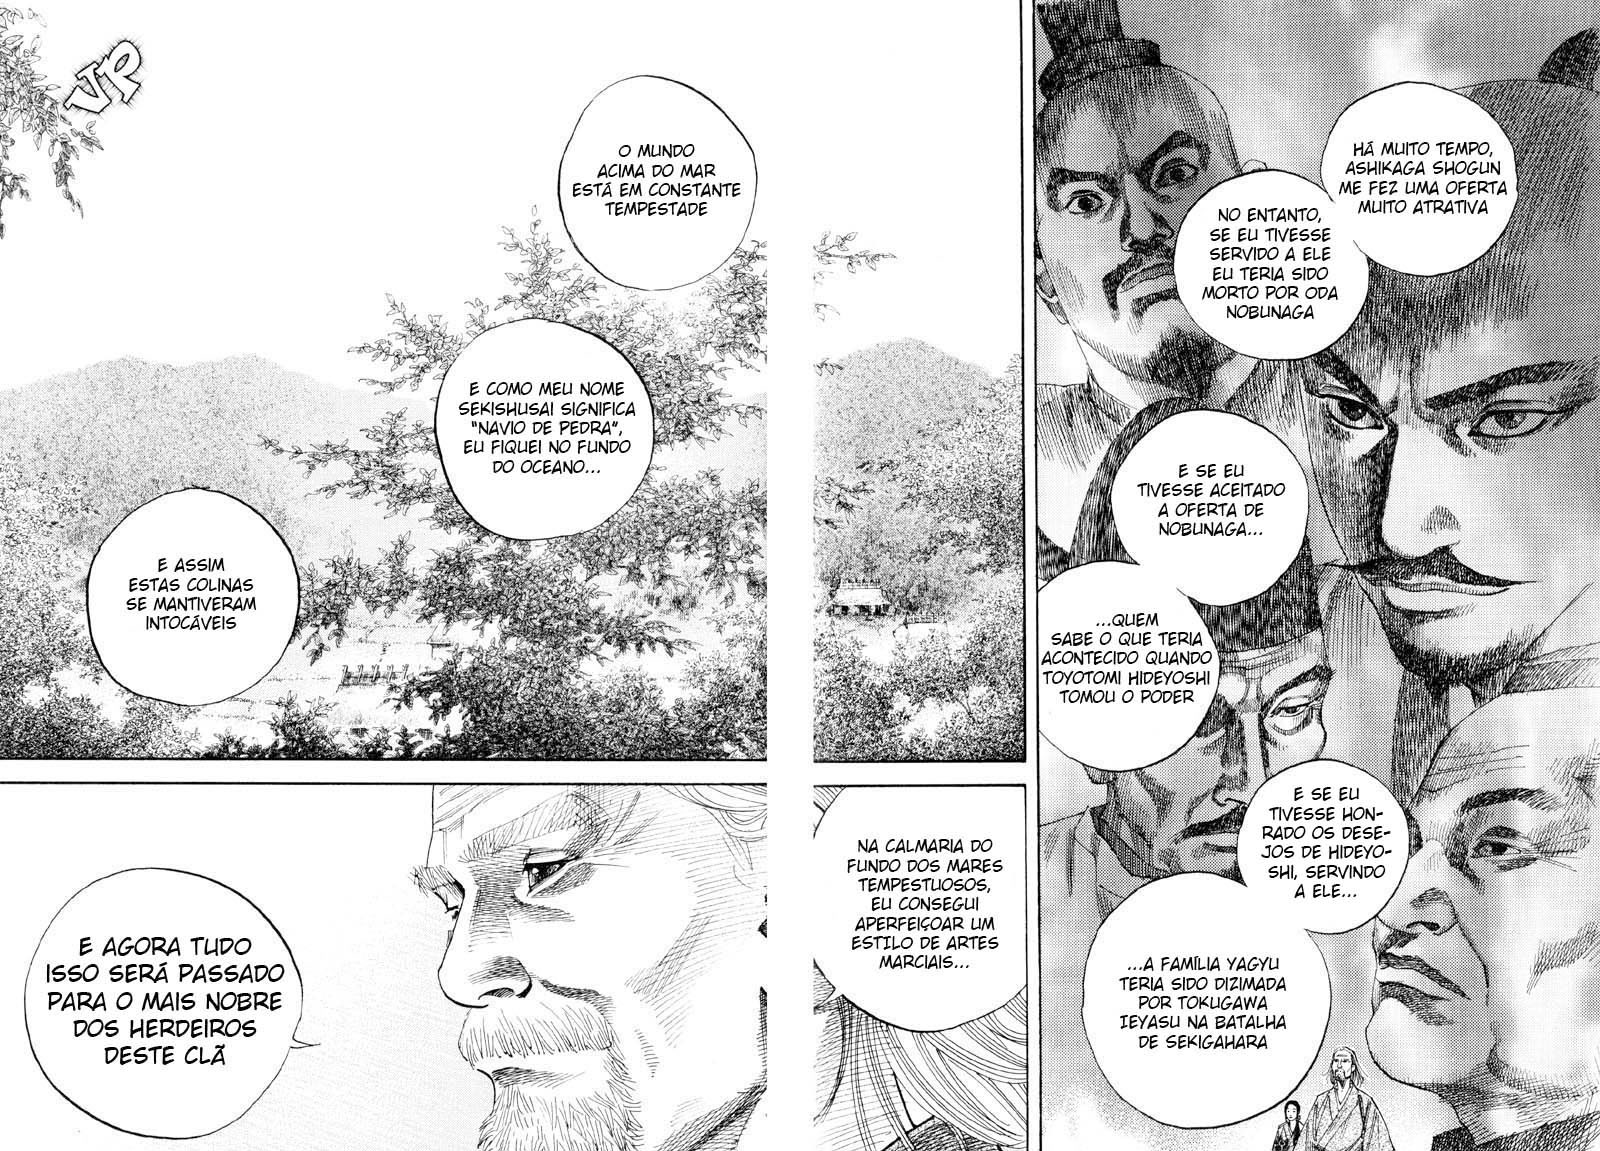 HÁ MUITO TEMPO,
ASHIKAGA SHOGUN
ME FEZ UMA OFERTA
MUITO ATRATIVA
NO ENTANTO,
SE EU TIVESSE
SERVIDO A ELE
EU TERIA SIDO
MORTO POR ODA
NOBUNAGA
E SE EU
TIVESSE ACEITADO
A OFERTA DE
NOBUNAGA...
...QUEM
SABE O QUE TERIA
ACONTECIDO QUANDO
TOYOTOMI HIDEYOSHI
TOMOU O PODER
E SE EU
TIVESSE HON-
RADO OS DESE-
JOS DE HIDEYO-
SHI, SERVINDO
A ELE...
...A FAMÍLIA YAGYU
TERIA SIDO DIZIMADA
POR TOKUGAWA
IEYASU NA BATALHA
DE SEKIGAHARA
O MUNDO
ACIMA DO MAR
ESTÁ EM CONSTANTE
TEMPESTADE
E COMO MEU NOME
SEKISHUSAI SIGNIFICA
"NAVIO DE PEDRA",
EU FIQUEI NO FUNDO
DO OCEANO...
E ASSIM
ESTAS COLINAS
SE MANTIVERAM
INTOCÁVEIS
NA CALMARIA DO
FUNDO DOS MARES
TEMPESTUOSOS,
EU CONSEGUI
APERFEIÇOAR UM
ESTILO DE ARTES
MARCIAIS...
E AGORA TUDO
ISSO SERÁ PASSADO
PARA O MAIS NOBRE
DOS HERDEIROS
DESTE CLÃ
VP